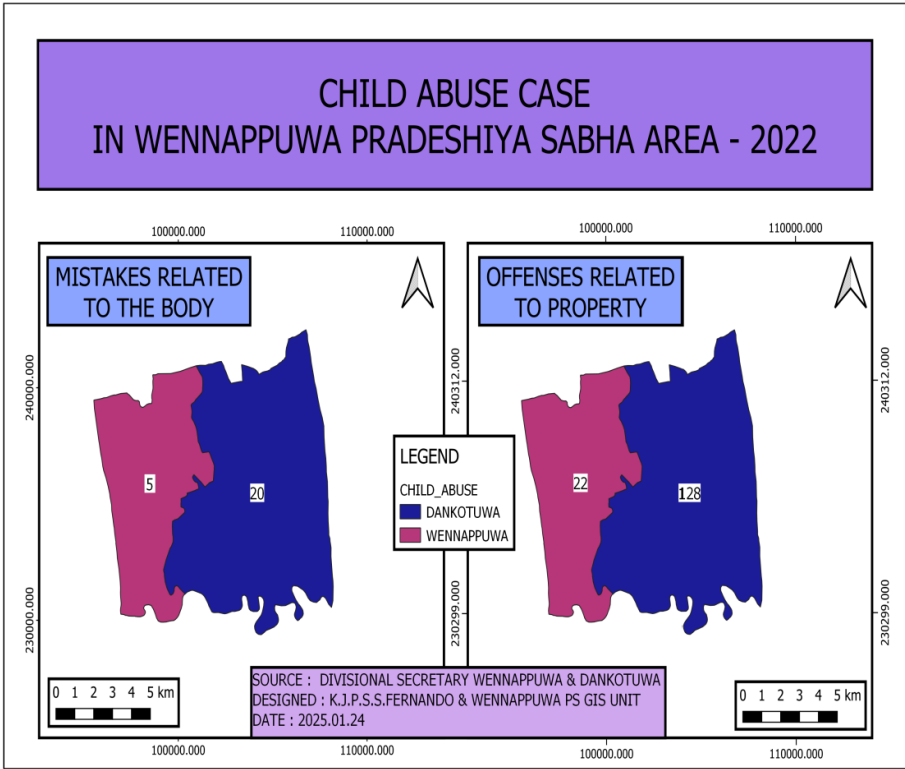 CHILD ABUSE CASE
IN WENNAPPUWA PRADESHIYA SABHA AREA - 2022
100000.000
110000.000
100000.000
110000.000
MISTAKES RELATED
TO THE BODY
OFFENSES RELATED
TO PROPERTY
240000.000
240312.000
5
20
22
128
LEGEND
CHILD_ABUSE
DANKOTUWA
WENNAPPUWA
230000.000
230299.000
240312.000
230299.000
SOURCE : DIVISIONAL SECRETARY WENNAPPUWA & DANKOTUWA
DESIGNED : K.J.P.S.S.FERNANDO & WENNAPPUWA PS GIS UNIT
DATE : 2025.01.24
0 1 2 3 4 5 km
0 1 2 3 4 5 km
100000.000
110000.000
100000.000
110000.000